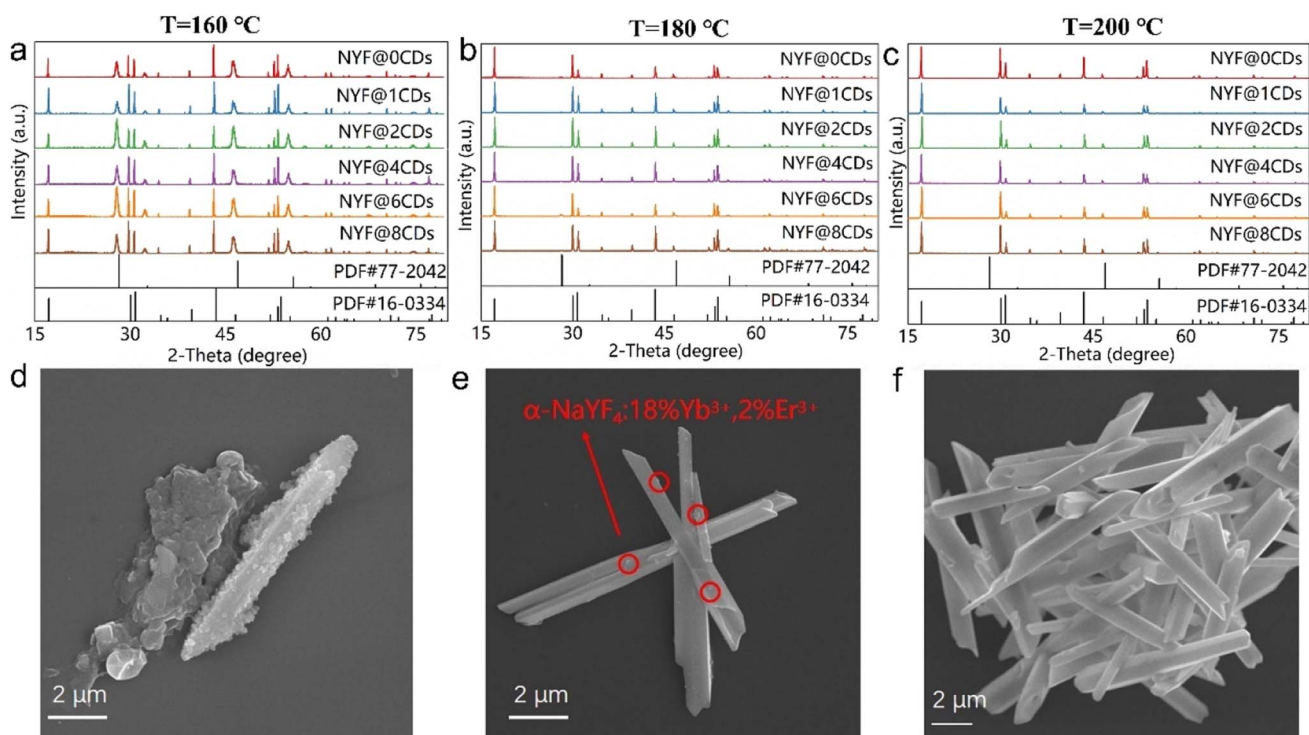 T=160 °C
T=180 °C
T=200 °C
a
NYF@0CDs
NYF@1CDs
NYF@2CDs
NYF@4CDs
NYF@6CDs
NYF@8CDs
PDF#77-2042
PDF#16-0334
Intensity (a.u.)
15 30 45 60 75
2-Theta (degree)
b
NYF@0CDs
NYF@1CDs
NYF@2CDs
NYF@4CDs
NYF@6CDs
NYF@8CDs
PDF#77-2042
PDF#16-0334
Intensity (a.u.)
15 30 45 60 75
2-Theta (degree)
c
NYF@0CDs
NYF@1CDs
NYF@2CDs
NYF@4CDs
NYF@6CDs
NYF@8CDs
PDF#77-2042
PDF#16-0334
Intensity (a.u.)
15 30 45 60 75
2-Theta (degree)
d
2 μm
e
α-NaYF₄:18%Yb³⁺,2%Er³⁺
2 μm
f
2 μm